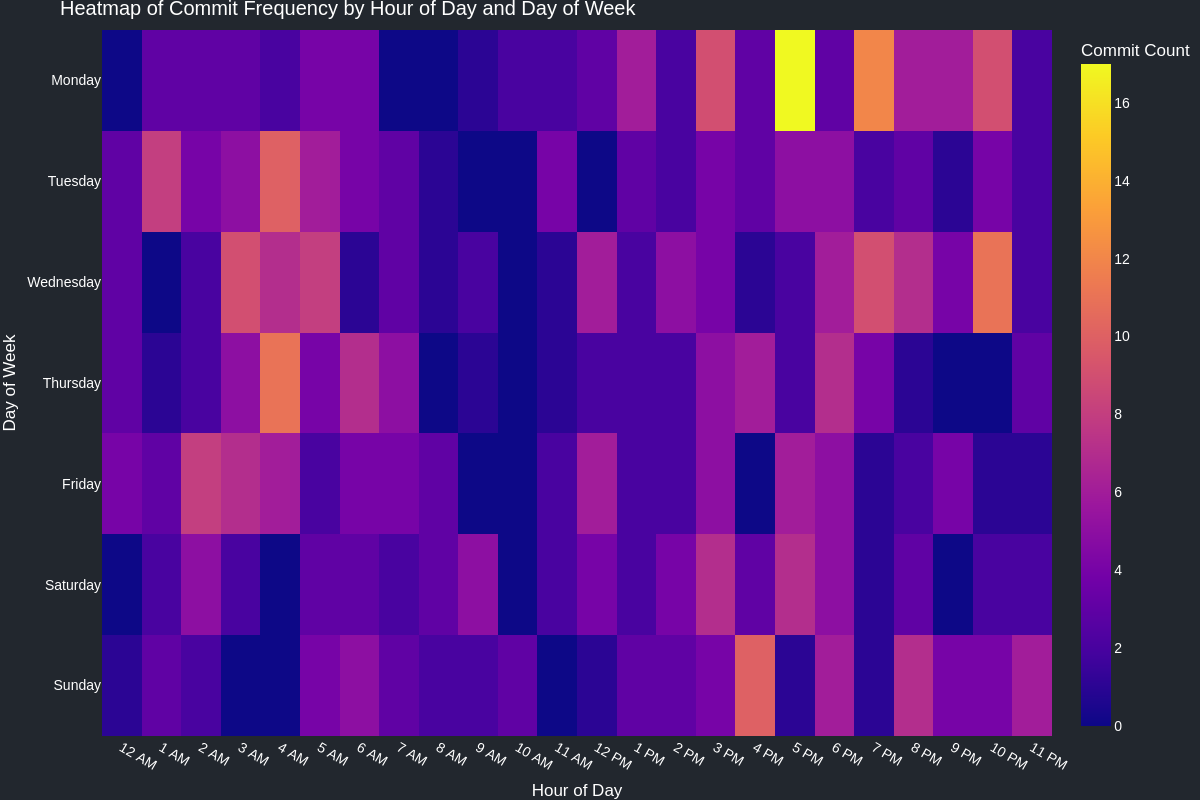 Heatmap of Commit Frequency by Hour of Day and Day of Week
Commit Count
Day of Week
Monday
Tuesday
Wednesday
Thursday
Friday
Saturday
Sunday
16
14
12
10
8
6
4
2
0
12 AM
1 AM
2 AM
3 AM
4 AM
5 AM
6 AM
7 AM
8 AM
9 AM
10 AM
11 AM
12 PM
1 PM
2 PM
3 PM
4 PM
5 PM
6 PM
7 PM
8 PM
9 PM
10 PM
11 PM
Hour of Day